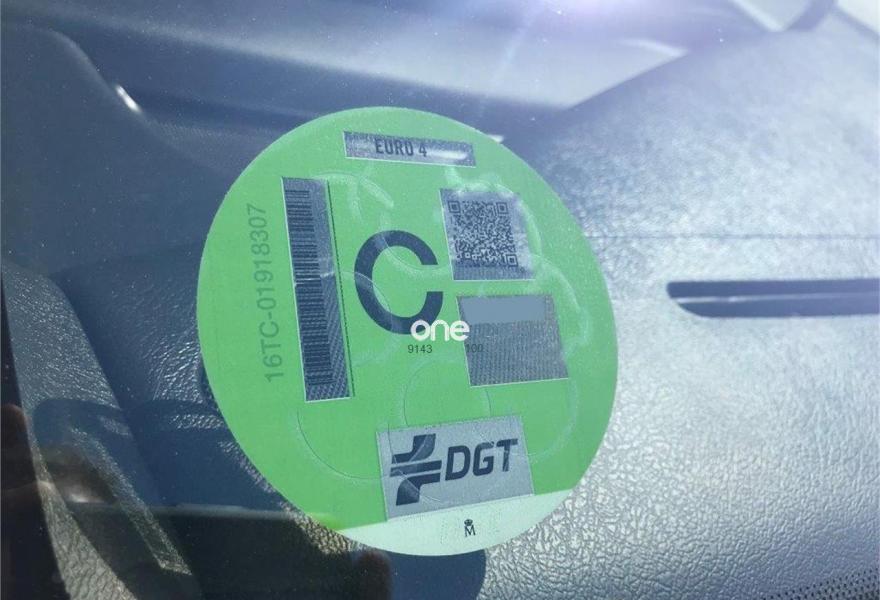 EURO 4
16TC-01918307
C
one
9143
100
DGT
M